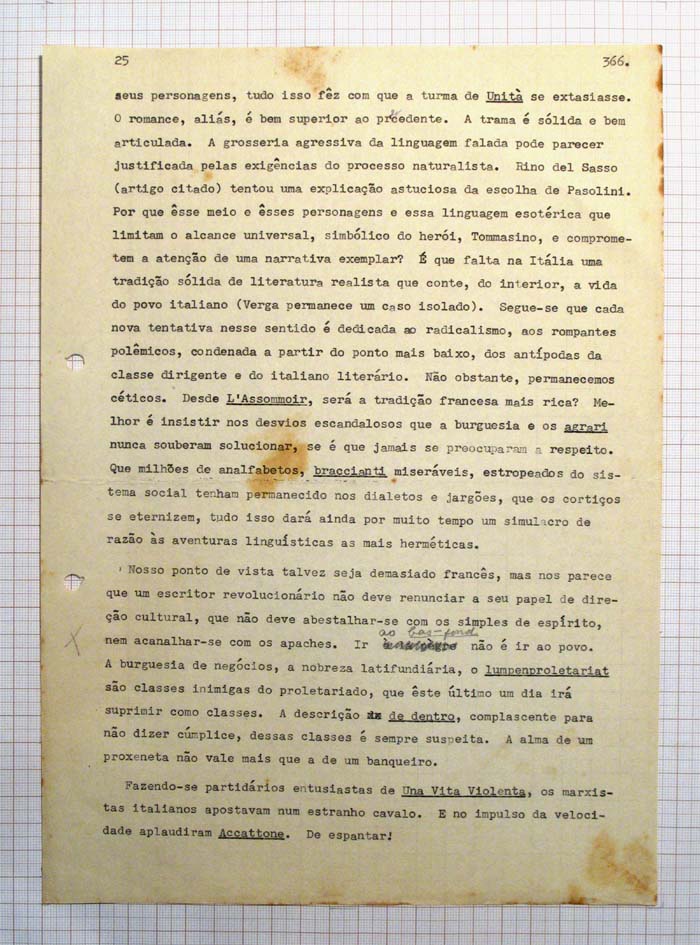 25 366.
seus personagens, tudo isso fêz com que a turma de Unità se extasiasse.
O romance, aliás, é bem superior ao precedente. A trama é sólida e bem
articulada. A grosseria agressiva da linguagem falada pode parecer
justificada pelas exigências do processo naturalista. Rino del Sasso
(artigo citado) tentou uma explicação astuciosa da escolha de Pasolini.
Por que êsse meio e êsses personagens e essa linguagem esotérica que
limitam o alcance universal, simbólico do herói, Tommasino, e comprome-
tem a atenção de uma narrativa exemplar? É que falta na Itália uma
tradição sólida de literatura realista que conte, do interior, a vida
do povo italiano (Verga permanece um caso isolado). Segue-se que cada
nova tentativa nesse sentido é dedicada ao radicalismo, aos rompantes
polêmicos, condenada a partir do ponto mais baixo, dos antípodas da
classe dirigente e do italiano literário. Não obstante, permanecemos
céticos. Desde L'Assommoir, será a tradição francesa mais rica? Me-
lhor é insistir nos desvios escandalosos que a burguesia e os agrari
nunca souberam solucionar, se é que jamais se preocuparam a respeito.
Que milhões de analfabetos, braccianti miseráveis, estropeados do sis-
tema social tenham permanecido nos dialetos e jargões, que os cortiços
se eternizem, tudo isso dará ainda por muito tempo um simulacro de
razão às aventuras linguísticas as mais herméticas.
Nosso ponto de vista talvez seja demasiado francês, mas nos parece
que um escritor revolucionário não deve renunciar a seu papel de dire-
ção cultural, que não deve abestalhar-se com os simples de espírito,
nem acanalhar-se com os apaches. Ir ao bas-fond não é ir ao povo.
A burguesia de negócios, a nobreza latifundiária, o lumpenproletariat
são classes inimigas do proletariado, que êste último um dia irá
suprimir como classes. A descrição de dentro, complascente para
não dizer cúmplice, dessas classes é sempre suspeita. A alma de um
proxeneta não vale mais que a de um banqueiro.
Fazendo-se partidários entusiastas de Una Vita Violenta, os marxis-
tas italianos apostavam num estranho cavalo. E no impulso da veloci-
dade aplaudiram Accattone. De espantar!